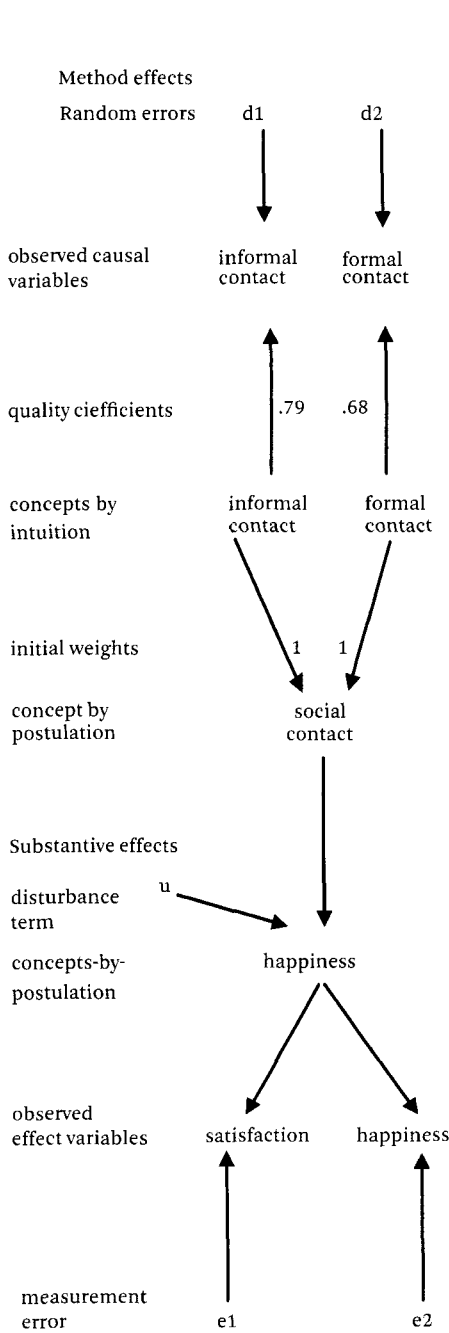 Method effects
Random errors d1 d2
observed causal informal formal
variables contact contact
quality ciefficients .79 .68
concepts by informal formal
intuition contact contact
initial weights 1 1
concept by social
postulation contact
Substantive effects
disturbance u
term
concepts-by- happiness
postulation
observed
effect variables satisfaction happiness
measurement
error e1 e2